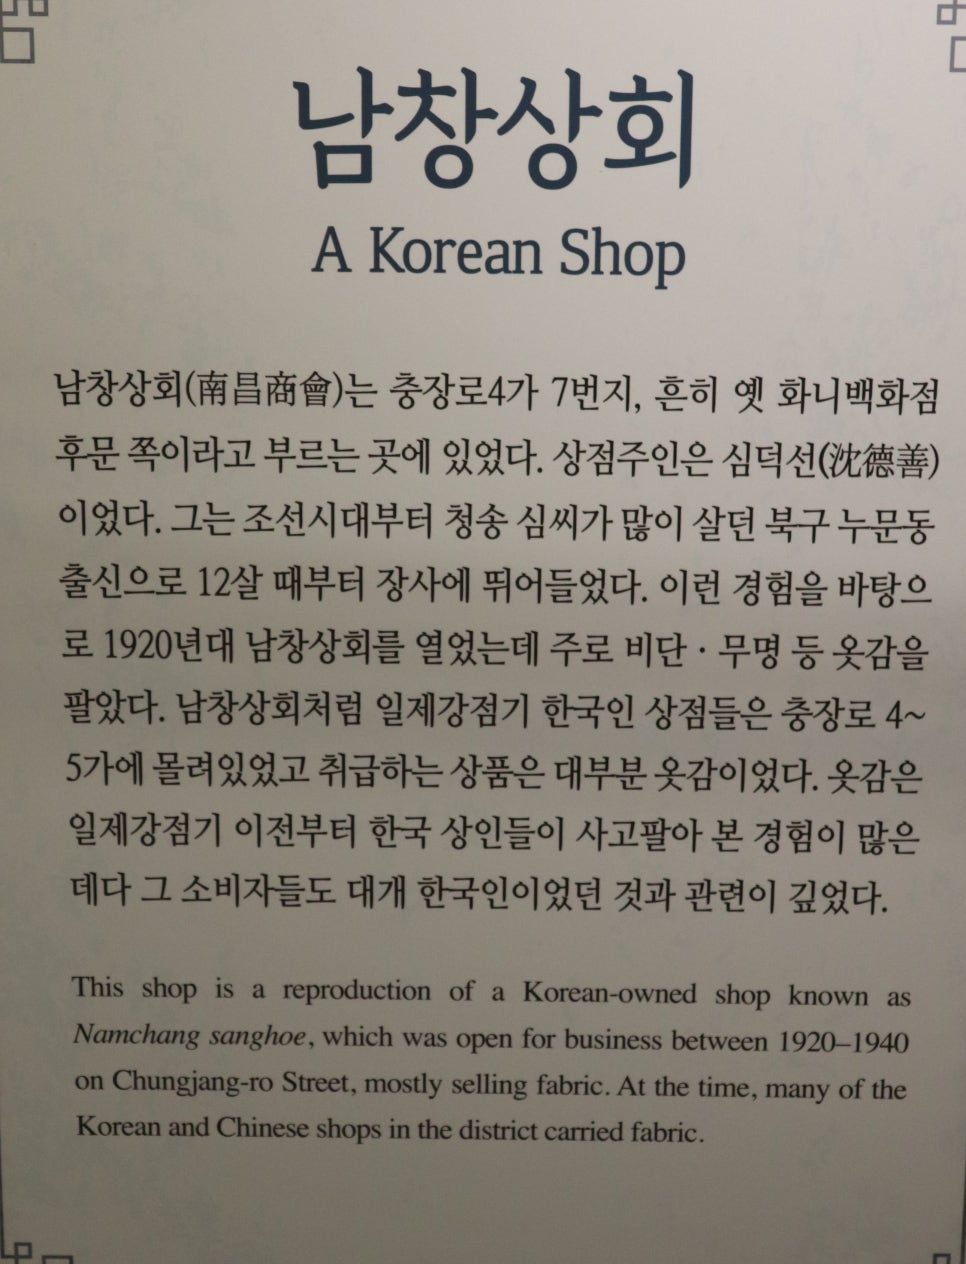 남창상회
A Korean Shop
남창상회(南昌商會)는 충장로4가 7번지, 흔히 옛 화니백화점
후문 쪽이라고 부르는 곳에 있었다. 상점주인은 심덕선(沈德善)
이었다. 그는 조선시대부터 청송 심씨가 많이 살던 북구 누문동
출신으로 12살 때부터 장사에 뛰어들었다. 이런 경험을 바탕으
로 1920년대 남창상회를 열었는데 주로 비단 · 무명 등 옷감을
팔았다. 남창상회처럼 일제강점기 한국인 상점들은 충장로 4~
5가에 몰려있었고 취급하는 상품은 대부분 옷감이었다. 옷감은
일제강점기 이전부터 한국 상인들이 사고팔아 본 경험이 많은
데다 그 소비자들도 대개 한국인이었던 것과 관련이 깊었다.
This shop is a reproduction of a Korean-owned shop known as
Namchang sanghoe, which was open for business between 1920–1940
on Chungjang-ro Street, mostly selling fabric. At the time, many of the
Korean and Chinese shops in the district carried fabric.